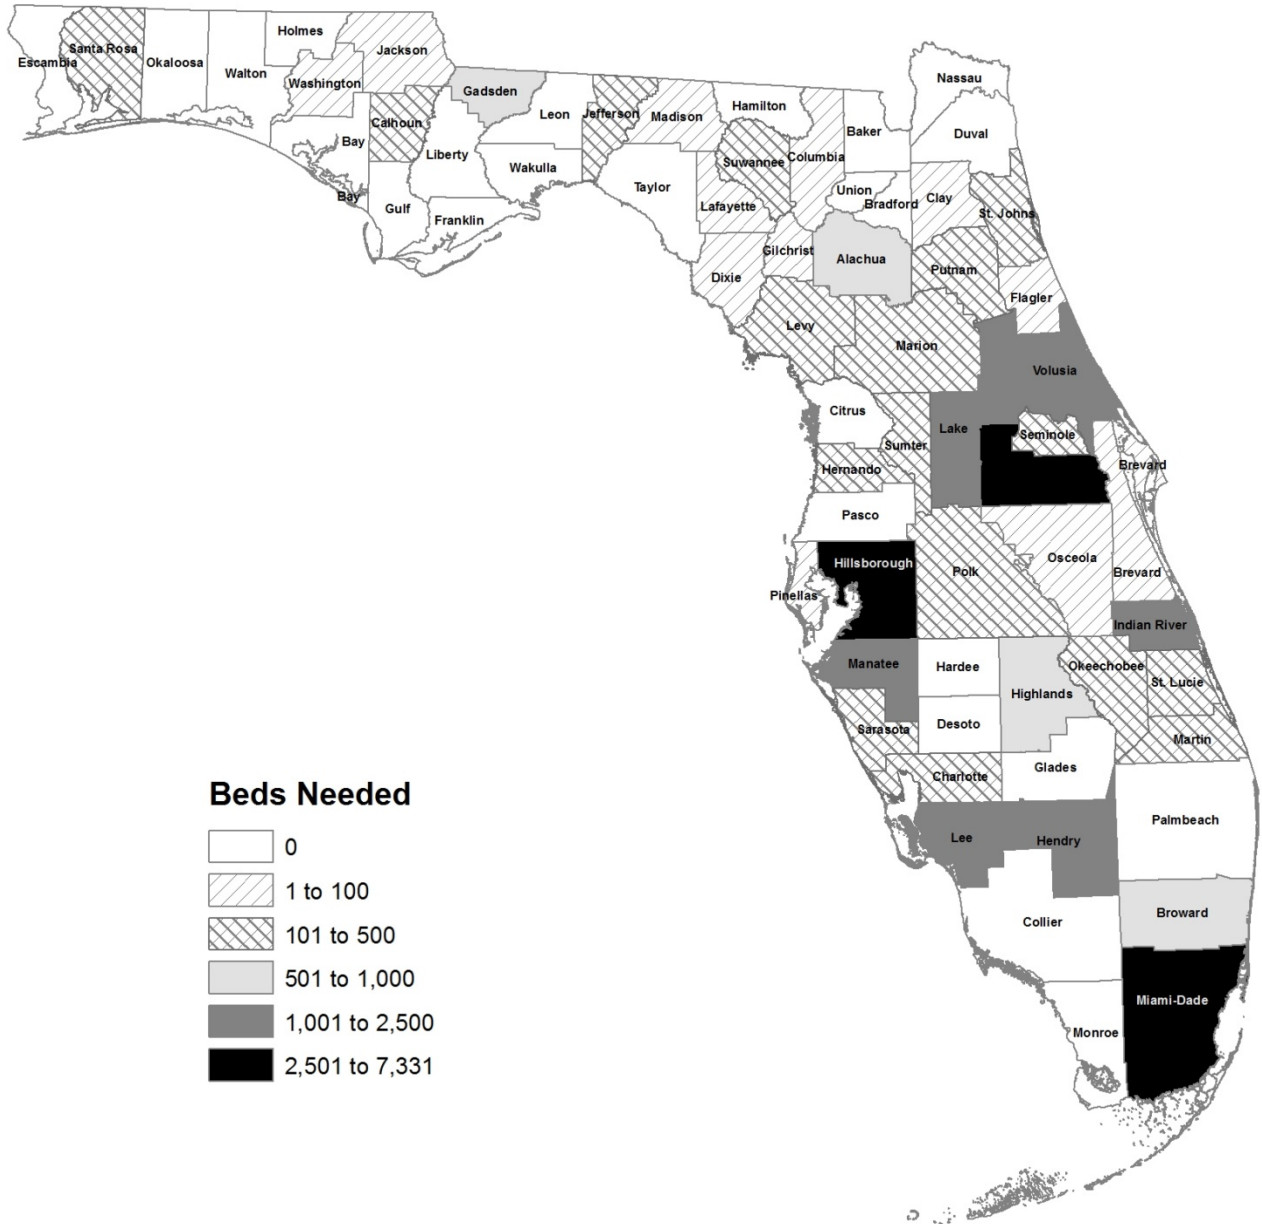 Holmes
Santa Rosa
Jackson
Escambia
Okaloosa
Walton
Washington
Gadsden
Nassau
Leon
Jefferson
Madison
Hamilton
Calhoun
Baker
Duval
Bay
Liberty
Wakulla
Suwannee
Columbia
Taylor
Union
Bradford
Clay
Bay
Gulf
Lafayette
St. Johns
Franklin
Gilchrist
Alachua
Putnam
Dixie
Flagler
Levy
Marion
Volusia
Citrus
Lake
Seminole
Sumter
Hernando
Brevard
Pasco
Hillsborough
Polk
Osceola
Brevard
Pinellas
Indian River
Manatee
Hardee
Okeechobee
Highlands
St. Lucie
Sarasota
Desoto
Martin
Charlotte
Glades
Palmbeach
Lee
Hendry
Collier
Broward
Miami-Dade
Monroe
Beds Needed
0
1 to 100
101 to 500
501 to 1,000
1,001 to 2,500
2,501 to 7,331